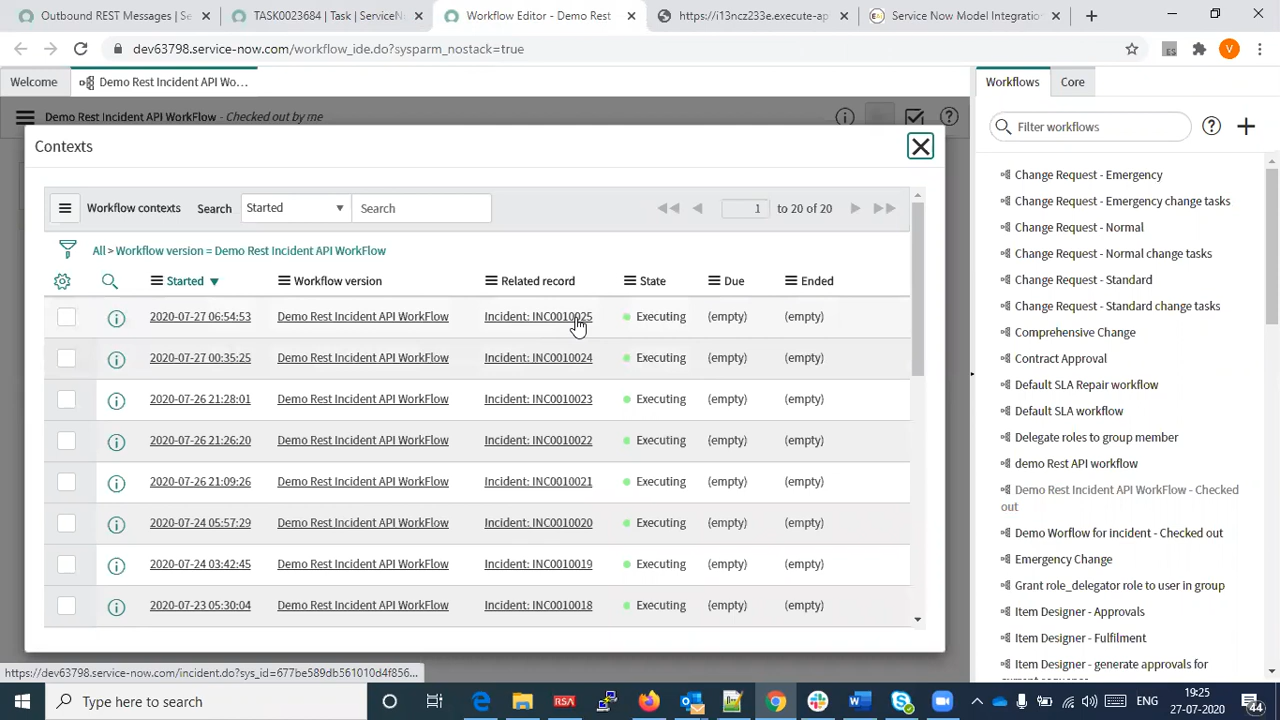 Outbound REST Messages | Se
TASK0023684 | Task | ServiceN
Workflow Editor - Demo Rest
https://i13ncz233e.execute-ap
Service Now Model Integration
dev63798.service-now.com/workflow_ide.do?sysparm_nostack=true
ES
V
Welcome
Demo Rest Incident API Wo...
Workflows
Core
Demo Rest Incident API WorkFlow - Checked out by me
Filter workflows
Contexts
Workflow contexts
Search
Started
Search
1
to 20 of 20
All > Workflow version = Demo Rest Incident API WorkFlow
Started
Workflow version
Related record
State
Due
Ended
2020-07-27 06:54:53 Demo Rest Incident API WorkFlow Incident: INC0010025 Executing (empty) (empty)
2020-07-27 00:35:25 Demo Rest Incident API WorkFlow Incident: INC0010024 Executing (empty) (empty)
2020-07-26 21:28:01 Demo Rest Incident API WorkFlow Incident: INC0010023 Executing (empty) (empty)
2020-07-26 21:26:20 Demo Rest Incident API WorkFlow Incident: INC0010022 Executing (empty) (empty)
2020-07-26 21:09:26 Demo Rest Incident API WorkFlow Incident: INC0010021 Executing (empty) (empty)
2020-07-24 05:57:29 Demo Rest Incident API WorkFlow Incident: INC0010020 Executing (empty) (empty)
2020-07-24 03:42:45 Demo Rest Incident API WorkFlow Incident: INC0010019 Executing (empty) (empty)
2020-07-23 05:30:04 Demo Rest Incident API WorkFlow Incident: INC0010018 Executing (empty) (empty)
Change Request - Emergency
Change Request - Emergency change tasks
Change Request - Normal
Change Request - Normal change tasks
Change Request - Standard
Change Request - Standard change tasks
Comprehensive Change
Contract Approval
Default SLA Repair workflow
Default SLA workflow
Delegate roles to group member
demo Rest API workflow
Demo Rest Incident API WorkFlow - Checked
out
Demo Worflow for incident - Checked out
Emergency Change
Grant role_delegator role to user in group
Item Designer - Approvals
Item Designer - Fulfilment
Item Designer - generate approvals for
https://dev63798.service-now.com/incident.do?sys_id=677be589db561010d4f856...
Type here to search
RSA
ENG
19:25
27-07-2020
44